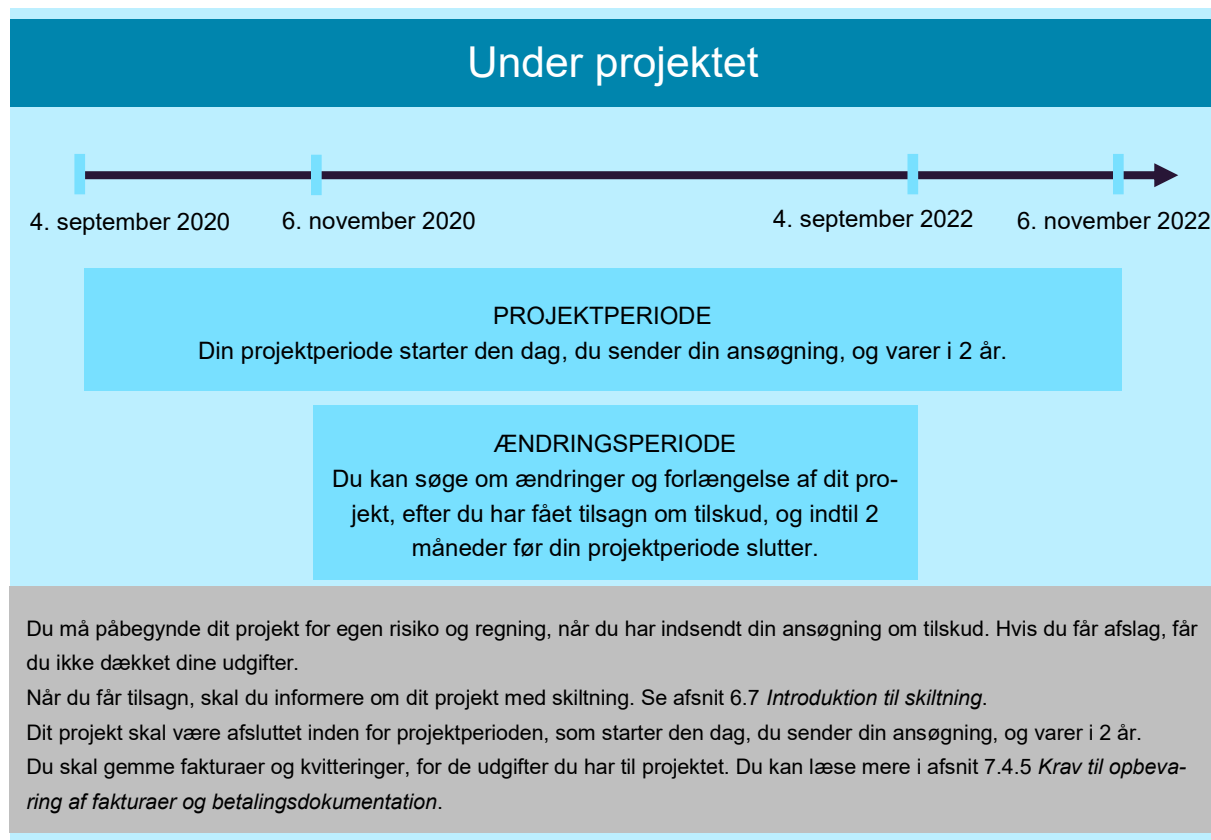 Under projektet
4. september 2020
6. november 2020
4. september 2022
6. november 2022
PROJEKTPERIODE
Din projektperiode starter den dag, du sender din ansøgning, og varer i 2 år.
ÆNDRINGSPERIODE
Du kan søge om ændringer og forlængelse af dit pro-
jekt, efter du har fået tilsagn om tilskud, og indtil 2
måneder før din projektperiode slutter.
Du må påbegynde dit projekt for egen risiko og regning, når du har indsendt din ansøgning om tilskud. Hvis du får afslag, får
du ikke dækket dine udgifter.
Når du får tilsagn, skal du informere om dit projekt med skiltning. Se afsnit 6.7 Introduktion til skiltning.
Dit projekt skal være afsluttet inden for projektperioden, som starter den dag, du sender din ansøgning, og varer i 2 år.
Du skal gemme fakturaer og kvitteringer, for de udgifter du har til projektet. Du kan læse mere i afsnit 7.4.5 Krav til opbeva-
ring af fakturaer og betalingsdokumentation.